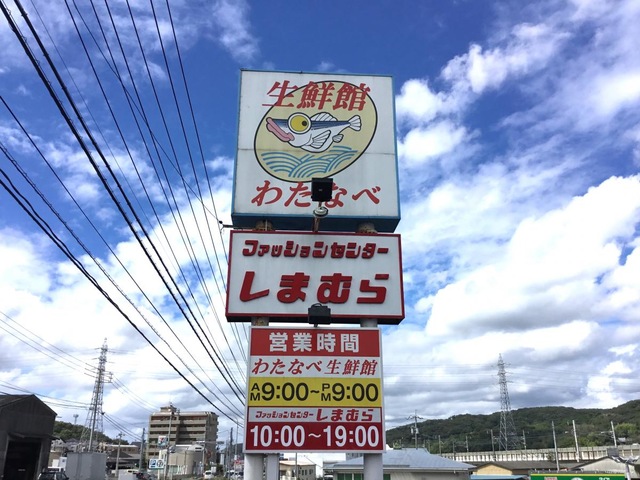 生鮮館
わたなべ
ファッションセンター
しまむら
営業時間
わたなべ生鮮館
AM9:00～PM9:00
ファッションセンターしまむら
10:00～19:00